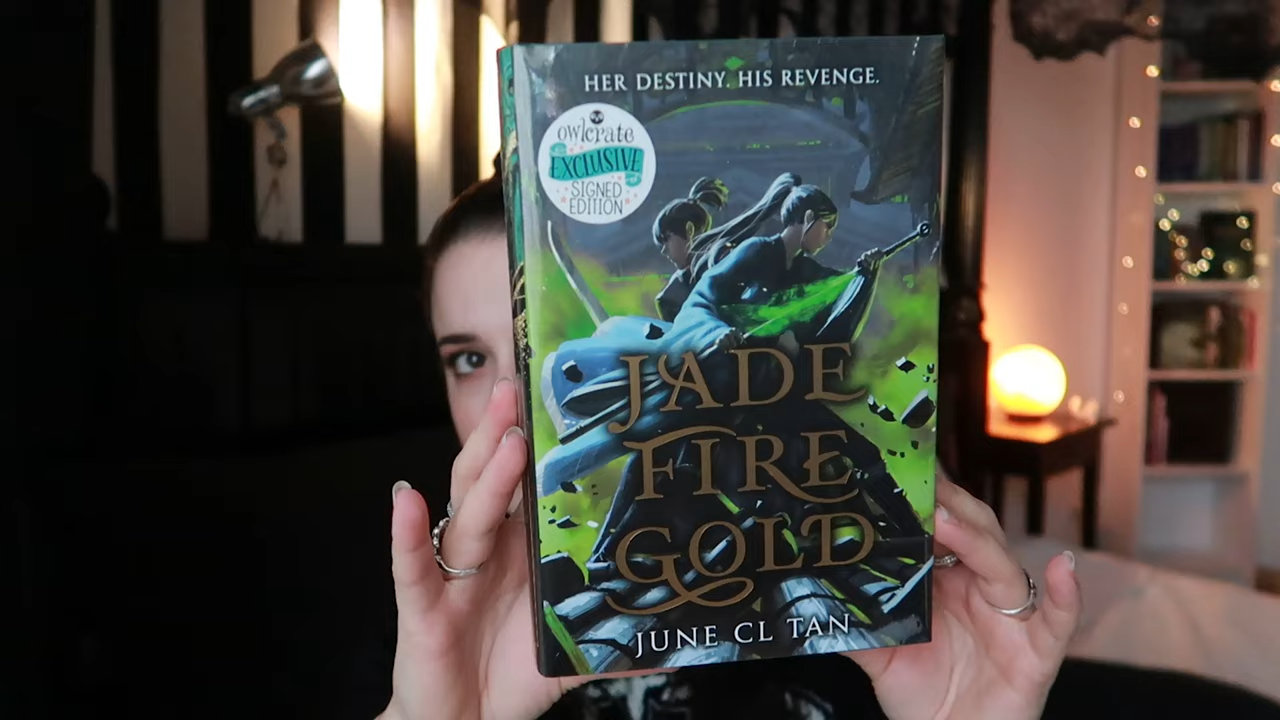 HER DESTINY. HIS REVENGE.
owlcrate
EXCLUSIVE
SIGNED
EDITION
JADE
FIRE
GOLD
JUNE CL TAN